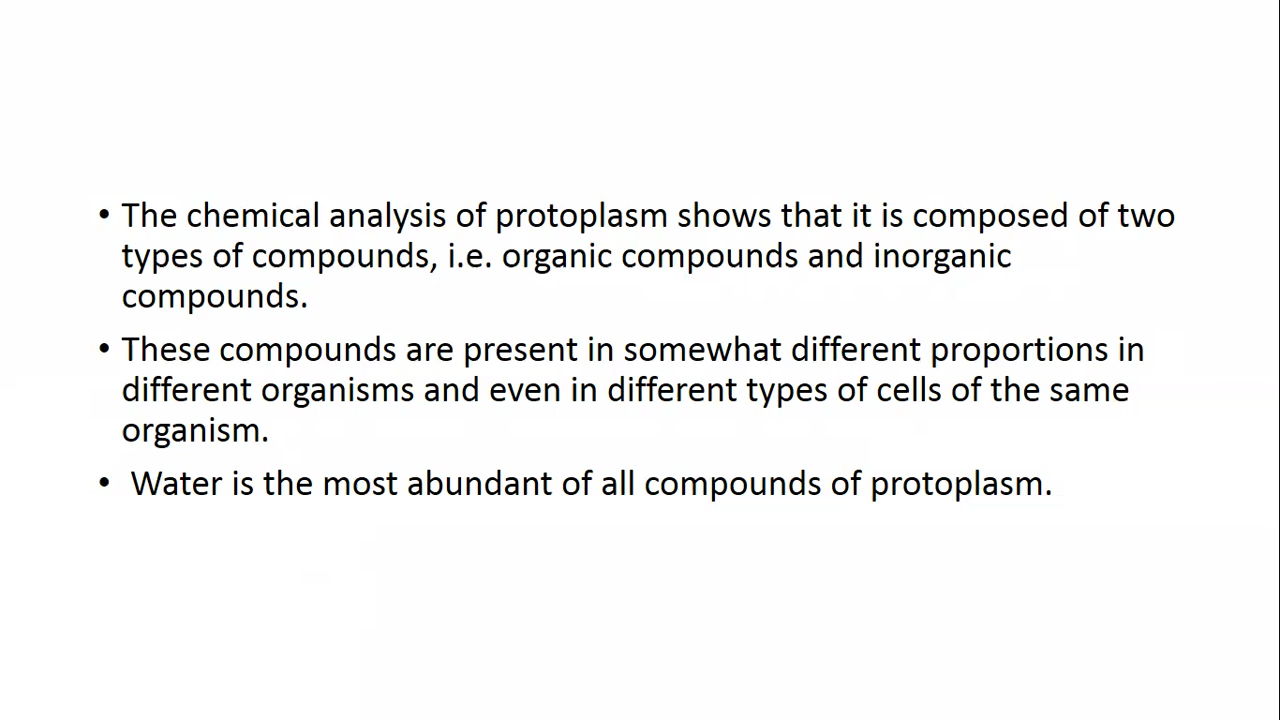 • The chemical analysis of protoplasm shows that it is composed of two
types of compounds, i.e. organic compounds and inorganic
compounds.
• These compounds are present in somewhat different proportions in
different organisms and even in different types of cells of the same
organism.
• Water is the most abundant of all compounds of protoplasm.